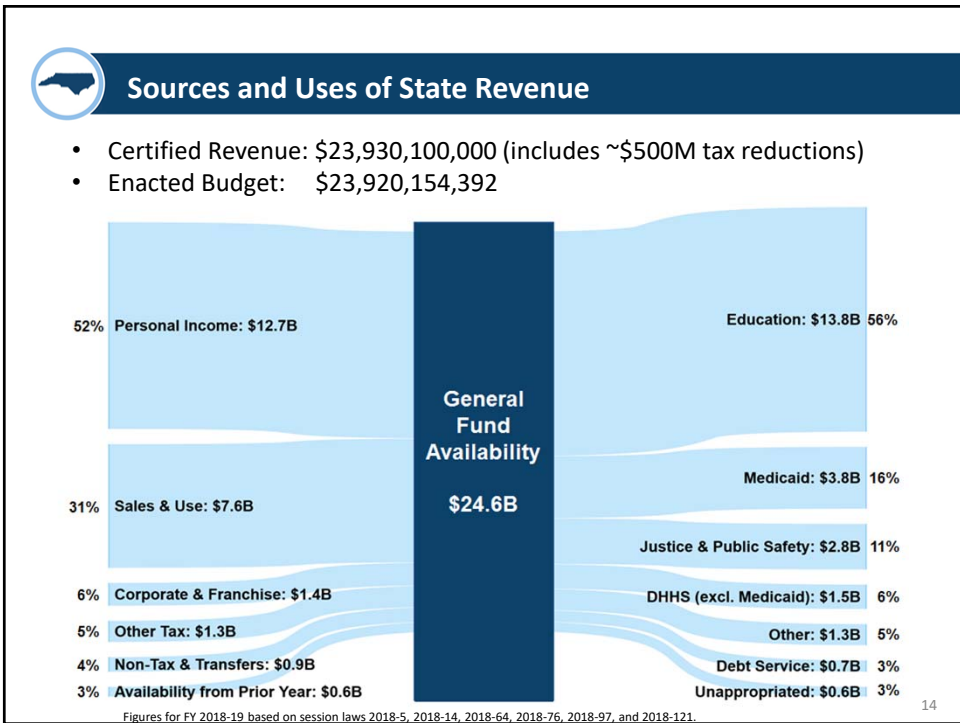 Sources and Uses of State Revenue
• Certified Revenue: $23,930,100,000 (includes ~$500M tax reductions)
• Enacted Budget: $23,920,154,392
52% Personal Income: $12.7B
31% Sales & Use: $7.6B
6% Corporate & Franchise: $1.4B
5% Other Tax: $1.3B
4% Non-Tax & Transfers: $0.9B
3% Availability from Prior Year: $0.6B
General
Fund
Availability
$24.6B
Education: $13.8B 56%
Medicaid: $3.8B 16%
Justice & Public Safety: $2.8B 11%
DHHS (excl. Medicaid): $1.5B 6%
Other: $1.3B 5%
Debt Service: $0.7B 3%
Unappropriated: $0.6B 3%
Figures for FY 2018-19 based on session laws 2018-5, 2018-14, 2018-64, 2018-76, 2018-97, and 2018-121.
14